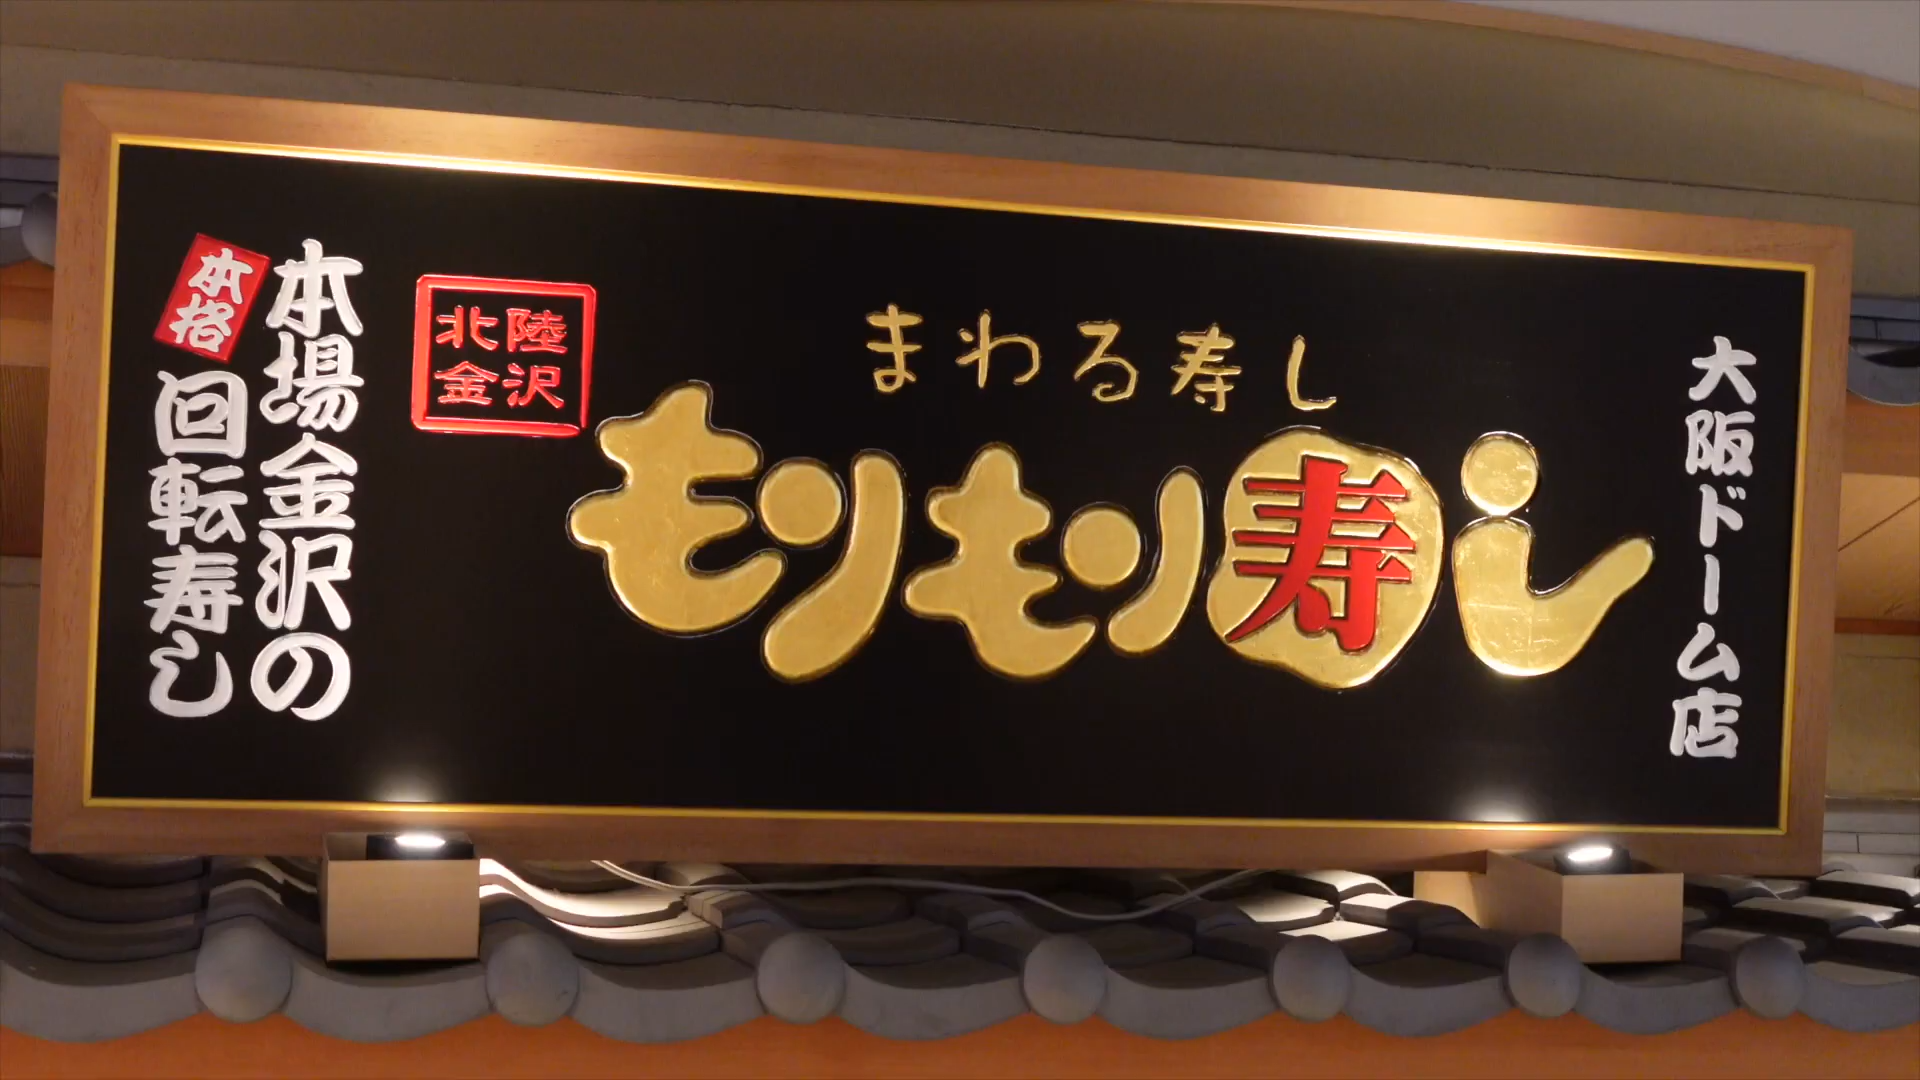 本場金沢の
本格
回転寿し
北陸
金沢
まわる寿し
もりもり寿し
大阪ドーム店